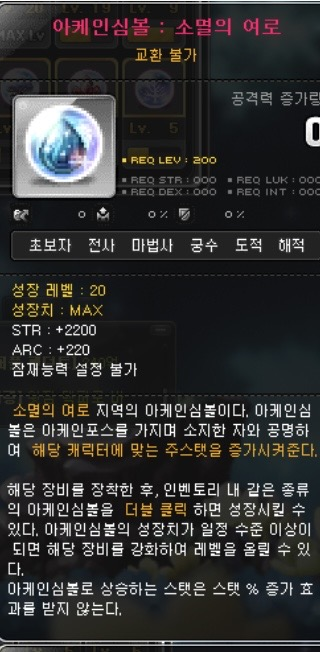 아케인심볼 : 소멸의 여로
교환 불가
공격력 증가량
0
REQ LEV : 200
REQ STR : 000 REQ LUK : 000
REQ DEX : 000 REQ INT : 000
0 0 % 0 %
초보자 전사 마법사 궁수 도적 해적
성장 레벨 : 20
성장치 : MAX
STR : +2200
ARC : +220
잠재능력 설정 불가
소멸의 여로 지역의 아케인심볼이다. 아케인심
볼은 아케인포스를 가지며 소지한 자와 공명하
여 해당 캐릭터에 맞는 주스탯을 증가시켜준다.
해당 장비를 장착한 후, 인벤토리 내 같은 종류
의 아케인심볼을 더블 클릭 하면 성장시킬 수
있다. 아케인심볼의 성장치가 일정 수준 이상이
되면 해당 장비를 강화하여 레벨을 올릴 수 있
다.
아케인심볼로 상승하는 스탯은 스탯 % 증가 효
과를 받지 않는다.